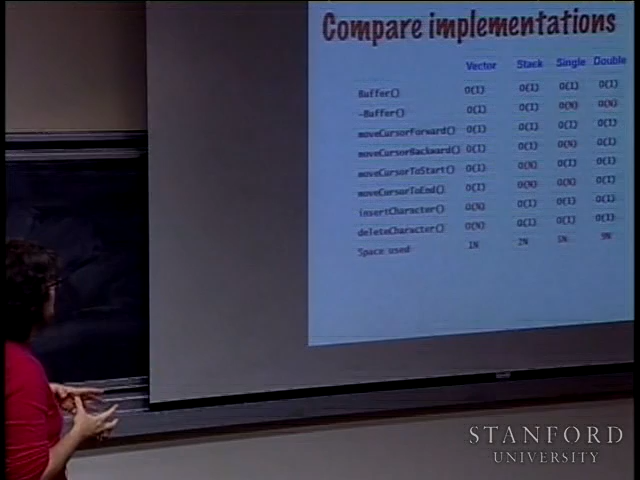 Compare implementations
Vector Stack Single Double
Buffer() O(1) O(1) O(1) O(1)
~Buffer() O(1) O(1) O(N) O(N)
moveCursorForward() O(1) O(1) O(1) O(1)
moveCursorBackward() O(1) O(1) O(N) O(1)
moveCursorToStart() O(1) O(N) O(1) O(1)
moveCursorToEnd() O(1) O(N) O(N) O(1)
insertCharacter() O(N) O(1) O(1) O(1)
deleteCharacter() O(N) O(1) O(1) O(1)
Space used 1N 2N 5N 9N
STANFORD
UNIVERSITY